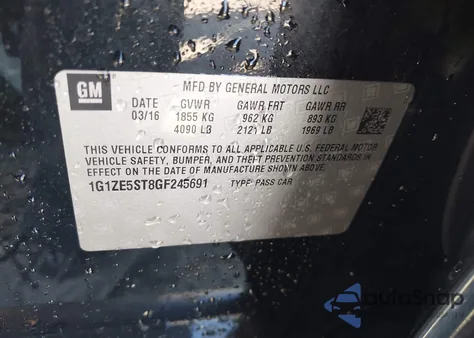 GM
MFD BY GENERAL MOTORS LLC
DATE GVWR GAWR FRT GAWR RR
03/16 1855 KG 962 KG 893 KG
4090 LB 2121 LB 1969 LB
THIS VEHICLE CONFORMS TO ALL APPLICABLE U.S. FEDERAL MOTOR
VEHICLE SAFETY, BUMPER, AND THEFT PREVENTION STANDARDS IN
EFFECT ON THE DATE OF MANUFACTURE SHOWN ABOVE.
1G1ZE5ST8GF245691 TYPE: PASS CAR
autoSnap